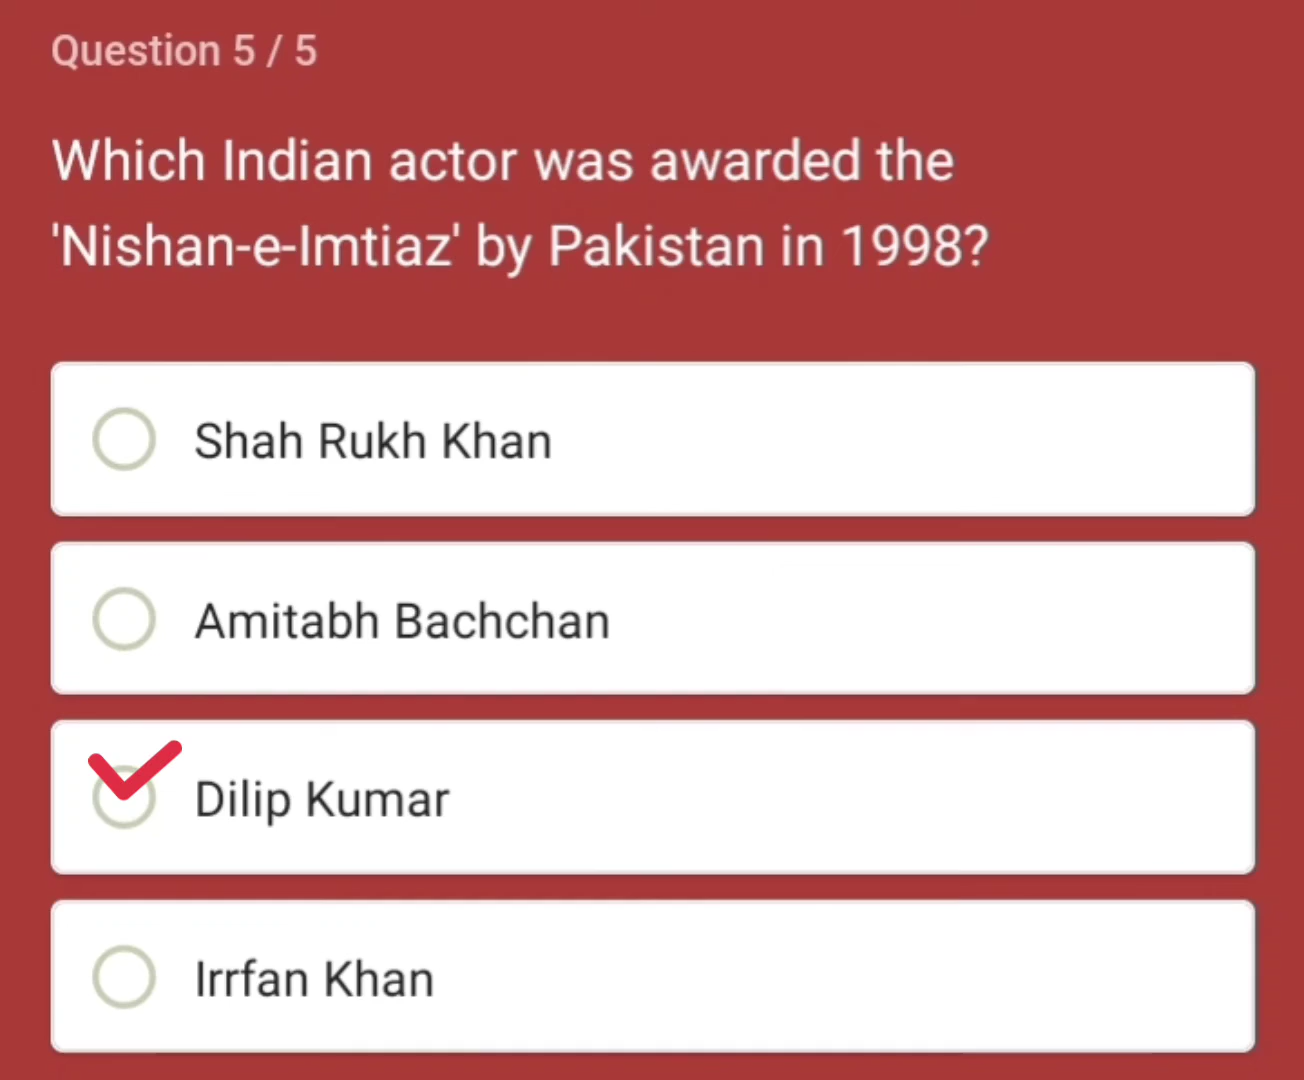 Question 5 / 5
Which Indian actor was awarded the
'Nishan-e-Imtiaz' by Pakistan in 1998?
Shah Rukh Khan
Amitabh Bachchan
Dilip Kumar
Irrfan Khan